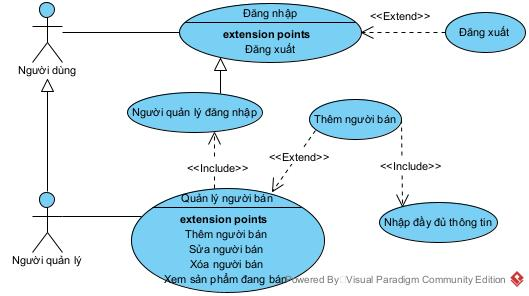 Đăng nhập
extension points
Đăng xuất
<<Extend>>
Đăng xuất
Người dùng
Người quản lý đăng nhập
Thêm người bán
<<Include>>
<<Extend>>
<<Include>>
Quản lý người bán
extension points
Thêm người bán
Sửa người bán
Xóa người bán
Xem sản phẩm đang bán
Nhập đầy đủ thông tin
Người quản lý
Powered By Visual Paradigm Community Edition